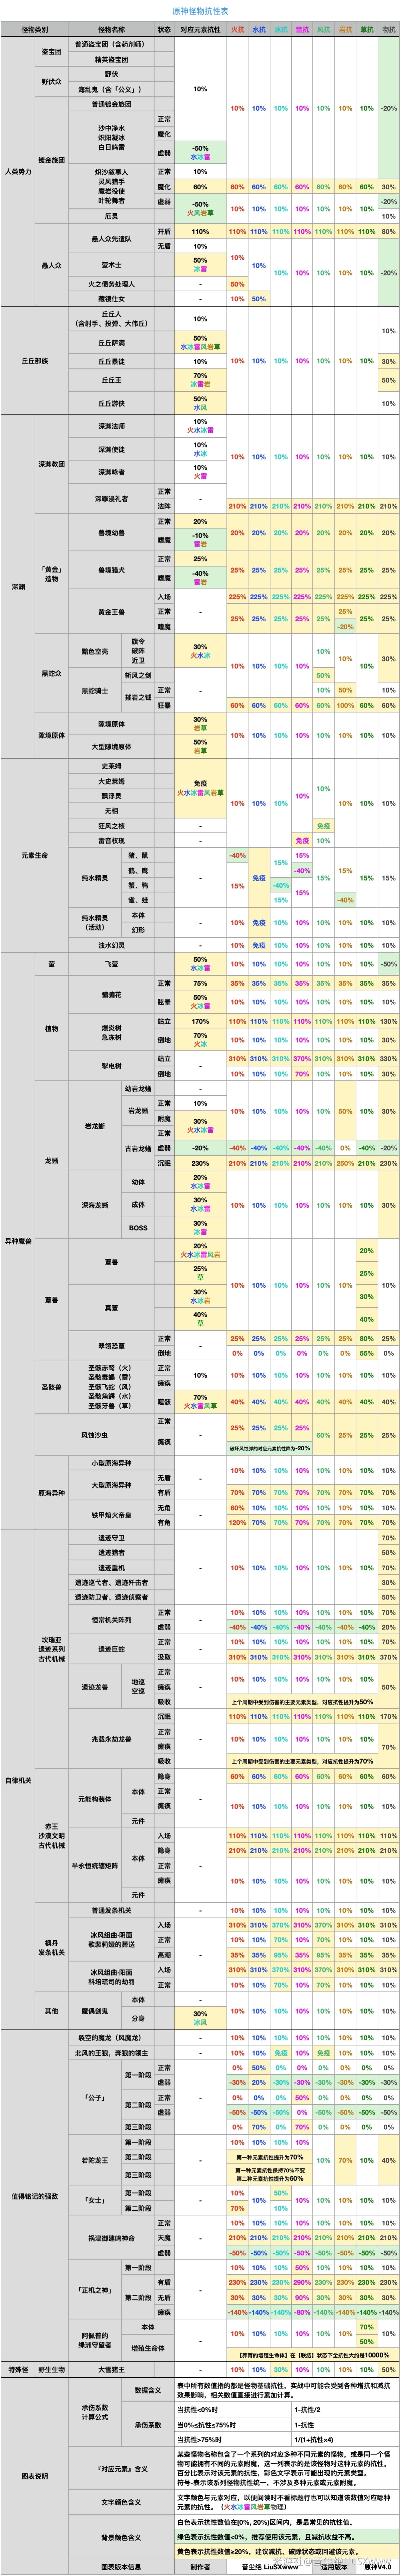 原神怪物抗性表
怪物类别 怪物名称 状态 对应元素抗性 火抗 水抗 冰抗 雷抗 风抗 岩抗 草抗 物抗
人类势力
盗宝团
普通盗宝团（含药剂师）
精英盗宝团
野伏众
野伏
海乱鬼（含「公义」）
10%
10% 10% 10% 10% 10% 10% 10% -20%
镀金旅团
普通镀金旅团
沙中净水
炽阳凝冰
白日鸣雷
正常
魔化
虚弱 -50%
水冰雷
炽沙叙事人
灵风猎手
魔岩役使
叶轮舞者
正常 10%
魔化 60% 60% 60% 60% 60% 60% 60% 60% 30%
虚弱 -50%
火风岩草
-20%
厄灵
10% 10% 10% 10% 10% 10% 10% 10%
愚人众
愚人众先遣队 开盾 110% 110% 110% 110% 110% 110% 110% 110% 80%
无盾 10%
萤术士 50%
冰雷
10% 10% 10% 10% 10% 10% 10% -20%
火之债务处理人 - 50%
藏镜仕女 - 10% 50%
丘丘部族
丘丘人
（含射手、投弹、大伟丘）
10%
10%
丘丘萨满 50%
水冰雷风岩草
丘丘暴徒 10% 10% 10% 10% 10% 10% 10% 10% 30%
丘丘王 70%
冰雷岩
50%
丘丘游侠 50%
水风
10%
深渊
深渊教团
深渊法师 10%
火水冰雷
深渊使徒 10%
水冰
深渊咏者 10%
火雷
10% 10% 10% 10% 10% 10% 10% 10%
深罪浸礼者 正常 -
法阵 210% 210% 210% 210% 210% 210% 210% 210%
「黄金」
造物
兽境幼兽 正常 20%
嗜魔 -10%
雷岩
20% 20% 20% 20% 20% 20% 20% 20%
兽境猎犬 正常 25%
嗜魔 -40%
雷岩
25% 25% 25% 25% 25% 25% 25% 25%
黄金王兽 入场 - 225% 225% 225% 225% 225% 225% 225% 225%
正常 25% 25% 25% 25% 25% 25% 25% 25%
嗜魔 -20%
黑蛇众
黯色空壳 旗令
破阵
近卫
30%
火水冰
10% 10% 10% 10% 10% 10% 10% 30%
黑蛇骑士 斩风之剑 - 50%
摧岩之钺 正常 10% 50% 10%
狂暴 60% 60% 60% 60% 60% 100% 60% 60%
隙境原体
隙境原体 30%
岩草
大型隙境原体 50%
岩草
10% 10% 10% 10% 10% 10% 10% 10%
元素生命
史莱姆
大史莱姆
飘浮灵
无相
免疫
火水冰雷风岩草
10% 10% 10% 10% 10% 10% 10% 10%
狂风之核 - 免疫
雷音权现 - 免疫 10%
纯水精灵
猪、鼠 -40% 15% 15%
鹤、鹰 -40%
蟹、鸭 -40% 15%
雀、蛙 15% -40%
- 15% 免疫 15% 15% 15% 15%
纯水精灵
（活动）
本体
幻形
- 10% 免疫 10% 10% 10% 10% 10% 10%
浊水幻灵 - 10% 免疫 10% 10% 10% 10% 10% 10%
异种魔兽
萤 飞萤 50%
水冰雷
10% 10% 10% 10% 10% 10% 10% -50%
植物
骗骗花 正常 75% 35% 35% 35% 35% 35% 35% 35% 35%
眩晕 50%
火冰雷
10% 10% 10% 10% 10% 10% 10% 10%
爆炎树
急冻树
站立 170% 110% 110% 110% 110% 110% 110% 110% 130%
倒地 70%
火冰
10% 10% 10% 10% 10% 10% 10% 30%
掣电树 站立 - 310% 310% 310% 370% 310% 310% 310% 330%
倒地 10% 10% 10% 70% 10% 10% 10% 30%
龙蜥
岩龙蜥
幼岩龙蜥 -
岩龙蜥 正常 10%
附魔 30%
火水冰雷
10% 10% 10% 10% 10% 50% 10% 30%
古岩龙蜥 正常
虚弱 -20% -40% -40% -40% -40% -40% 0% -40% -20%
沉眠 230% 210% 210% 210% 210% 210% 250% 210% 230%
深海龙蜥
幼体 20%
水冰雷
成体 30%
水冰雷
BOSS 30%
冰雷
10% 10% 10% 10% 10% 10% 10% 30%
蕈兽
蕈兽 20%
火水冰雷风岩
20%
25%
草
25%
真蕈 30%
水冰岩
30%
40%
草
40%
10% 10% 10% 10% 10% 10% 10%
翠翎恐蕈 正常 - 25% 25% 25% 25% 25% 25% 80% 25%
倒地 0% 0% 0% 0% 0% 0% 55% 0%
圣骸兽
圣骸赤鹫（火）
圣骸毒蝎（雷）
圣骸飞蛇（风）
圣骸角鳄（水）
圣骸牙兽（草）
正常
瘫痪
10% 10% 10% 10% 10% 10% 10% 10% 10%
噬骸 70%
火水雷风草
40% 40% 40% 40% 40% 40% 40% 40%
风蚀沙虫 正常
瘫痪
- 25% 25% 25% 25% 60% 25% 25% 25%
破坏风蚀弹的对应元素抗性降为-20%
原海异种
小型原海异种
大型原海异种 无盾
- 10% 10% 10% 10% 10% 10% 10% 10%
有盾 70% 70% 70% 70% 70% 70% 70% 70%
铁甲熔火帝皇 无角 - 60% 10% 10% 10% 10% 10% 10% 10%
有角 120% 70% 70% 70% 70% 70% 70% 70%
自律机关
坎瑞亚
遗迹系列
古代机械
遗迹守卫 70%
遗迹猎者 50%
遗迹重机 70%
遗迹巡弋者、遗迹歼击者 30%
遗迹防卫者、遗迹侦察者 50%
- 10% 10% 10% 10% 10% 10% 10%
恒常机关阵列 正常 - 10% 10% 10% 10% 10% 10% 10% 70%
虚弱 -40% -40% -40% -40% -40% -40% -40% 20%
遗迹巨蛇 正常 - 10% 10% 10% 10% 10% 10% 10% 70%
汲取 310% 310% 310% 310% 310% 310% 310% 370%
遗迹龙兽 地巡
空巡
正常
瘫痪
吸收
- 10% 10% 10% 10% 10% 10% 10% 50%
上个周期中受到伤害的主要元素类型，对应抗性提升为50%
兆载永劫龙兽 沉眠 - 110% 110% 110% 110% 110% 110% 110% 170%
正常
瘫痪
吸收
10% 10% 10% 10% 10% 10% 10% 70%
上个周期中受到伤害的主要元素类型，对应抗性提升为70%
赤王
沙漠文明
古代机械
元能构装体 本体 隐身 - 60% 60% 60% 60% 60% 60% 60% 60%
正常
瘫痪
元件
10% 10% 10% 10% 10% 10% 10% 10%
半永恒统辖矩阵 本体 入场 - 110% 110% 110% 110% 110% 110% 110% 110%
隐身 210% 210% 210% 210% 210% 210% 210% 210%
正常
瘫痪
元件
10% 10% 10% 10% 10% 10% 10% 10%
枫丹
发条机关
普通发条机关 - 10% 10% 10% 10% 10% 10% 10% 10%
冰风组曲·阴面
歌裴莉娅的葬送
入场 - 310% 310% 370% 310% 370% 310% 310% 310%
正常 10% 10% 70% 10% 70% 10% 10% 10%
高潮 35% 35% 95% 35% 95% 35% 35% 35%
冰风组曲·阳面
科培琉司的劫罚
入场 - 310% 310% 370% 310% 370% 310% 310% 310%
正常 10% 10% 70% 10% 70% 10% 10% 10%
其他 魔偶剑鬼 本体 -
分身 30%
冰风
10% 10% 10% 10% 10% 10% 10% 10%
值得铭记的强敌
裂空的魔龙（风魔龙） - 10% 10% 10% 10% 10% 10% 10% 10%
北风的王狼，奔狼的领主 - 10% 10% 免疫 10% 免疫 10% 10% 10%
「公子」
第一阶段 正常 0% 50% 0% 0% 0% 0% 0% 0%
虚弱 -30% 20% -30% -30% -30% -30% -30% -30%
第二阶段 正常 - 0% 0% 0% 50% 0% 0% 0% 0%
虚弱 -50% -50% -50% 0% -50% -50% -50% -50%
第三阶段 0% 70% 0% 70% 0% 0% 0% 0%
若陀龙王
第一阶段 10% 10% 10% 10%
第二阶段 第一种元素抗性提升为70%
第三阶段 第一种元素抗性保持70%不变
第二种元素抗性提升为60%
- 10% 70% 10% 40%
「女士」
第一阶段 - 10% 10% 50% 10% 10% 10% 10% 10%
第二阶段 70% 10%
祸津御建鸣神命 正常 - 10% 10% 10% 10% 10% 10% 10% 10%
天魔 210% 210% 210% 210% 210% 210% 210% 210%
虚弱 -50% -50% -50% -50% -50% -50% -50% -50%
「正机之神」
第一阶段 - 10% 10% 10% 50% 10% 10% 10% 10%
第二阶段 有盾 230% 230% 230% 290% 230% 230% 230% 230%
无盾 30% 30% 30% 90% 30% 30% 30% 30%
瘫痪 -140% -140% -140% -80% -140% -140% -140% -140%
阿佩普的
绿洲守望者
本体 70%
增殖生命体 50%
- 10% 10% 10% 10% 10% 10% 10%
【养育的增殖生命体】在【联结】状态下全抗性大约是10000%
特殊怪 野生生物 大雪猪王 - 10% 10% 30% 10% 10% 10% 10% 50%
图表说明
承伤系数
计算公式
数据含义 表中所有数值指的都是怪物基础抗性，实战中可能会受到各种增抗和减抗
效果影响，相关数值直接进行累加计算。
承伤系数 当抗性<0%时 1-抗性/2
当0%≤抗性≤75%时 1-抗性
当抗性>75%时 1/(1+抗性×4)
『对应元素』含义 某些怪物名称包含了一个系列的对应多种不同元素的怪物，或是同一个怪
物可能拥有不同的元素附魔，这一列表示的是该怪物对这种元素的抗性。
百分比表示对该元素的抗性，彩色文字表示可能出现的元素类型。
符号-表示该系列怪物抗性统一，不涉及多种元素或元素附魔。
文字颜色含义 文字颜色与元素对应，以便阅读时不看标题行也可以知道该数值对应哪种
元素的抗性。（火水冰雷风岩草物理）
背景颜色含义 白色表示抗性数值在[0%, 20%)区间内，是最常见的抗性。
绿色表示抗性数值<0%，推荐使用该元素，且减抗收益不高。
黄色表示抗性数值≥20%，建议减抗、破除状态或回避该元素。
图表版本信息 制作者 音尘绝 LiuSXwww 适用版本 原神V4.0